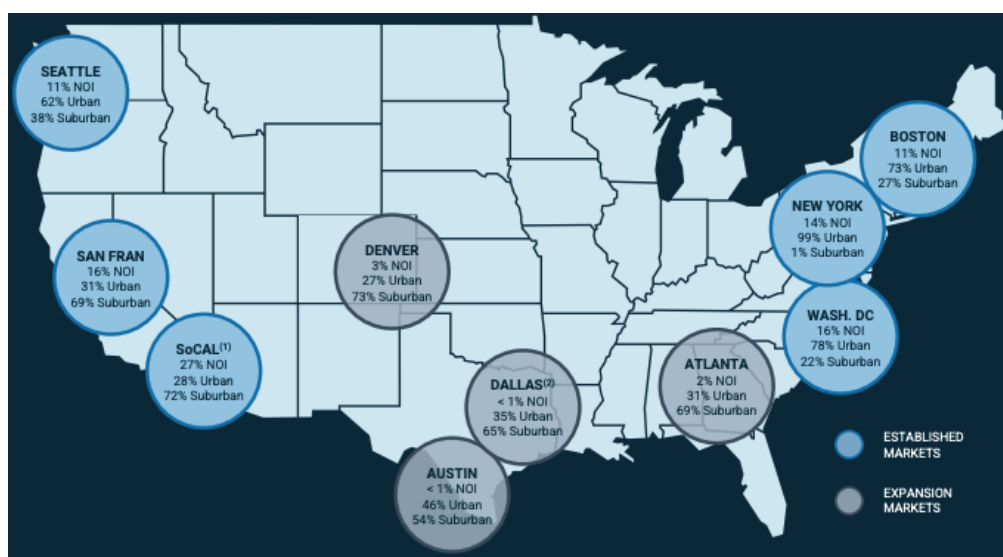 SEATTLE
11% NOI
62% Urban
38% Suburban
BOSTON
11% NOI
73% Urban
27% Suburban
NEW YORK
14% NOI
99% Urban
1% Suburban
SAN FRAN
16% NOI
31% Urban
69% Suburban
DENVER
3% NOI
27% Urban
73% Suburban
WASH. DC
16% NOI
78% Urban
22% Suburban
SoCAL(1)
27% NOI
28% Urban
72% Suburban
DALLAS(2)
< 1% NOI
35% Urban
65% Suburban
ATLANTA
2% NOI
31% Urban
69% Suburban
AUSTIN
< 1% NOI
46% Urban
54% Suburban
ESTABLISHED
MARKETS
EXPANSION
MARKETS